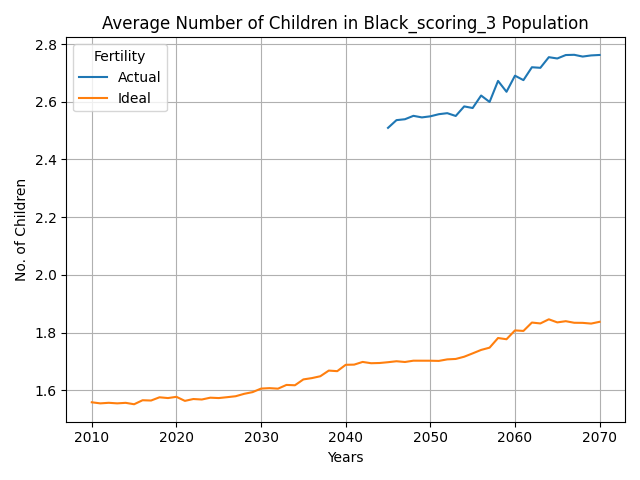 Average Number of Children in Black_scoring_3 Population
Fertility
Actual
Ideal
No. of Children
2.8
2.6
2.4
2.2
2.0
1.8
1.6
2010 2020 2030 2040 2050 2060 2070
Years